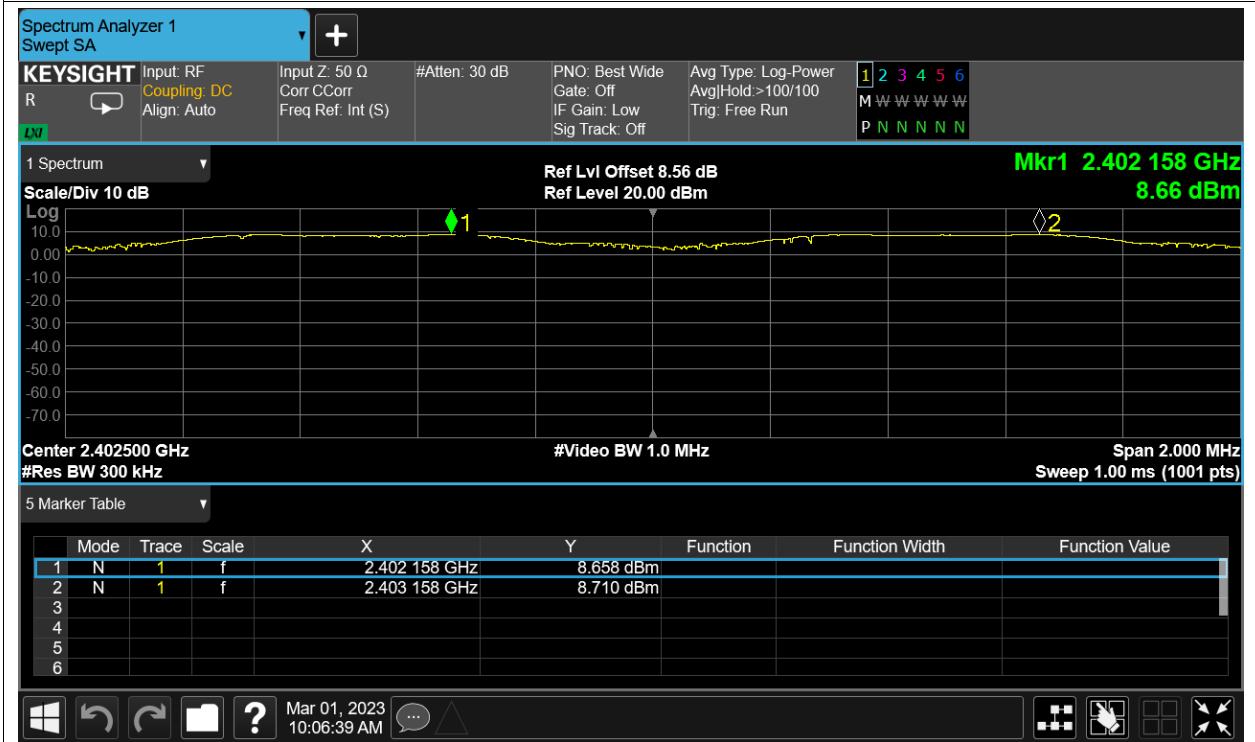 Spectrum Analyzer 1
Swept SA
+
KEYSIGHT Input: RF Input Z: 50 Ω #Atten: 30 dB PNO: Best Wide Avg Type: Log-Power 1 2 3 4 5 6
R Coupling: DC Corr CCorr Gate: Off Avg|Hold:>100/100 M W W W W W W
Align: Auto Freq Ref: Int (S) IF Gain: Low Trig: Free Run
LXI Sig Track: Off P N N N N N N
1 Spectrum Ref Lvl Offset 8.56 dB Mkr1 2.402 158 GHz
Scale/Div 10 dB Ref Level 20.00 dBm 8.66 dBm
Log
10.0 1 2
0.00
-10.0
-20.0
-30.0
-40.0
-50.0
-60.0
-70.0
Center 2.402500 GHz #Video BW 1.0 MHz Span 2.000 MHz
#Res BW 300 kHz Sweep 1.00 ms (1001 pts)
5 Marker Table
Mode Trace Scale X Y Function Function Width Function Value
1 N 1 f 2.402 158 GHz 8.658 dBm
2 N 1 f 2.403 158 GHz 8.710 dBm
3
4
5
6
? Mar 01, 2023
10:06:39 AM